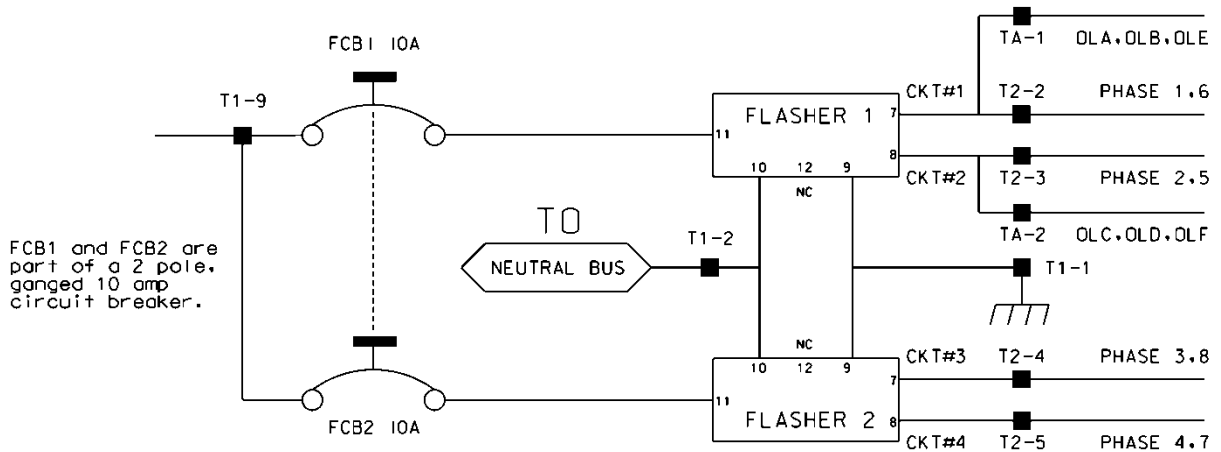 FCB1 10A
T1-9
TA-1 OLA,OLB,OLE
CKT#1 T2-2 PHASE 1,6
FLASHER 1
7
11
8
10 12 9
NC
CKT#2 T2-3 PHASE 2,5
TA-2 OLC,OLD,OLF
TO
NEUTRAL BUS
T1-2
T1-1
FCB1 and FCB2 are
part of a 2 pole,
ganged 10 amp
circuit breaker.
NC
10 12 9
CKT#3 T2-4 PHASE 3,8
7
11
FLASHER 2
8
FCB2 10A
CKT#4 T2-5 PHASE 4,7